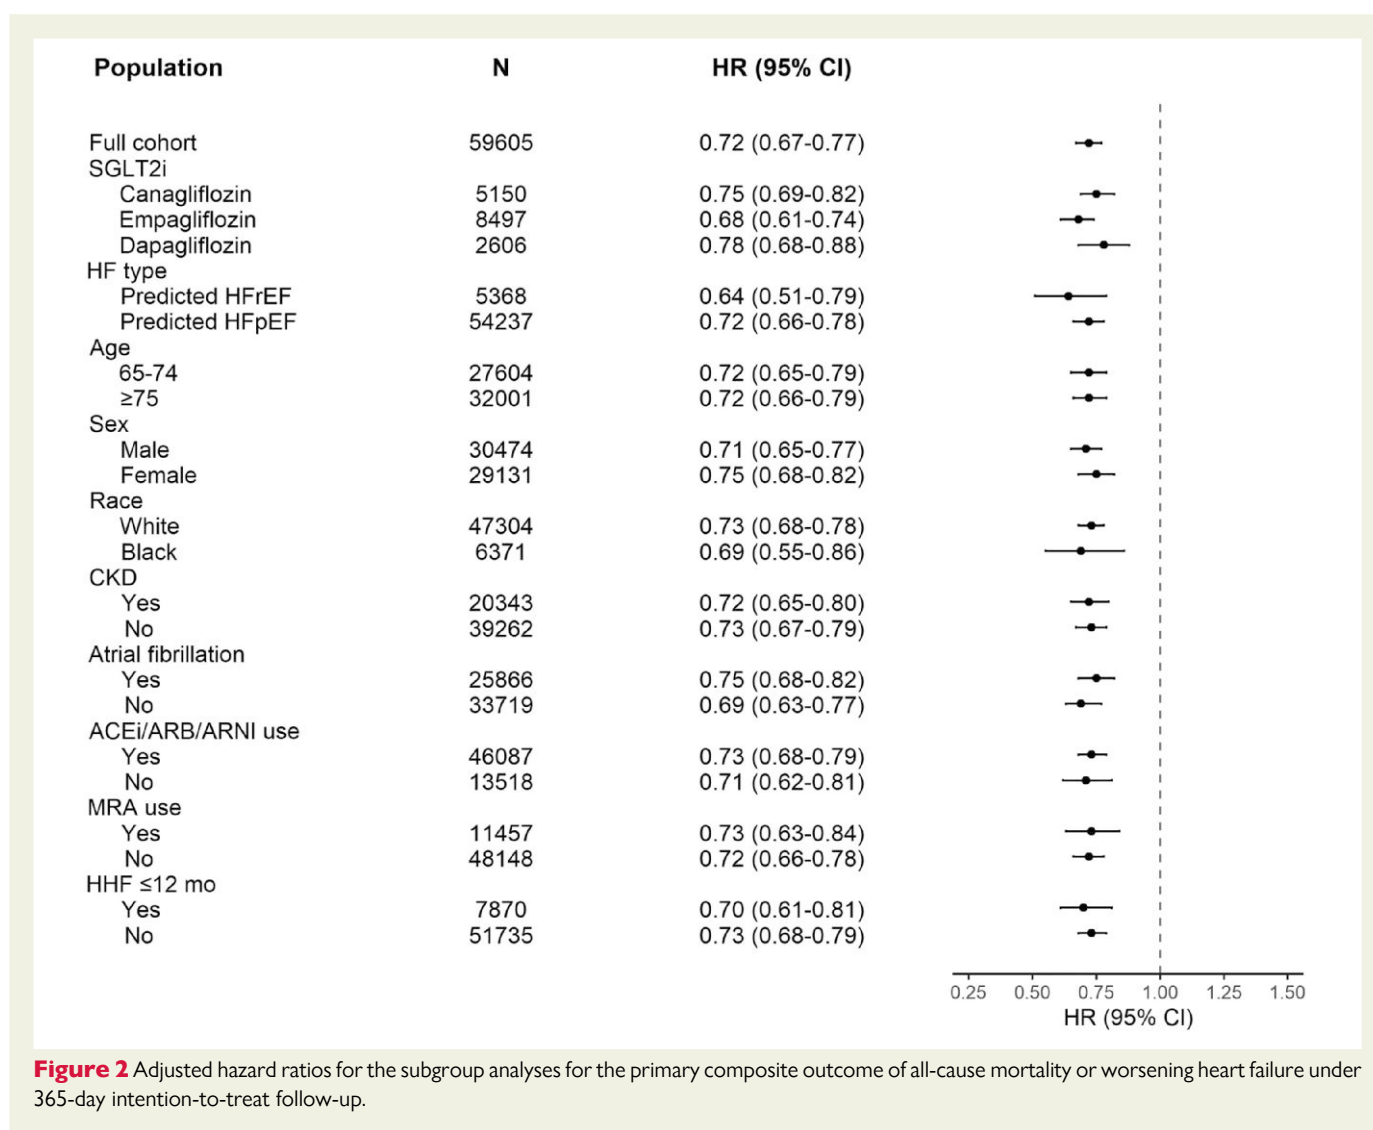 Population N HR (95% CI)
Full cohort 59605 0.72 (0.67-0.77)
SGLT2i
Canagliflozin 5150 0.75 (0.69-0.82)
Empagliflozin 8497 0.68 (0.61-0.74)
Dapagliflozin 2606 0.78 (0.68-0.88)
HF type
Predicted HFrEF 5368 0.64 (0.51-0.79)
Predicted HFpEF 54237 0.72 (0.66-0.78)
Age
65-74 27604 0.72 (0.65-0.79)
≥75 32001 0.72 (0.66-0.79)
Sex
Male 30474 0.71 (0.65-0.77)
Female 29131 0.75 (0.68-0.82)
Race
White 47304 0.73 (0.68-0.78)
Black 6371 0.69 (0.55-0.86)
CKD
Yes 20343 0.72 (0.65-0.80)
No 39262 0.73 (0.67-0.79)
Atrial fibrillation
Yes 25866 0.75 (0.68-0.82)
No 33719 0.69 (0.63-0.77)
ACEi/ARB/ARNI use
Yes 46087 0.73 (0.68-0.79)
No 13518 0.71 (0.62-0.81)
MRA use
Yes 11457 0.73 (0.63-0.84)
No 48148 0.72 (0.66-0.78)
HHF ≤12 mo
Yes 7870 0.70 (0.61-0.81)
No 51735 0.73 (0.68-0.79)
0.25 0.50 0.75 1.00 1.25 1.50
HR (95% CI)
Figure 2 Adjusted hazard ratios for the subgroup analyses for the primary composite outcome of all-cause mortality or worsening heart failure under
365-day intention-to-treat follow-up.